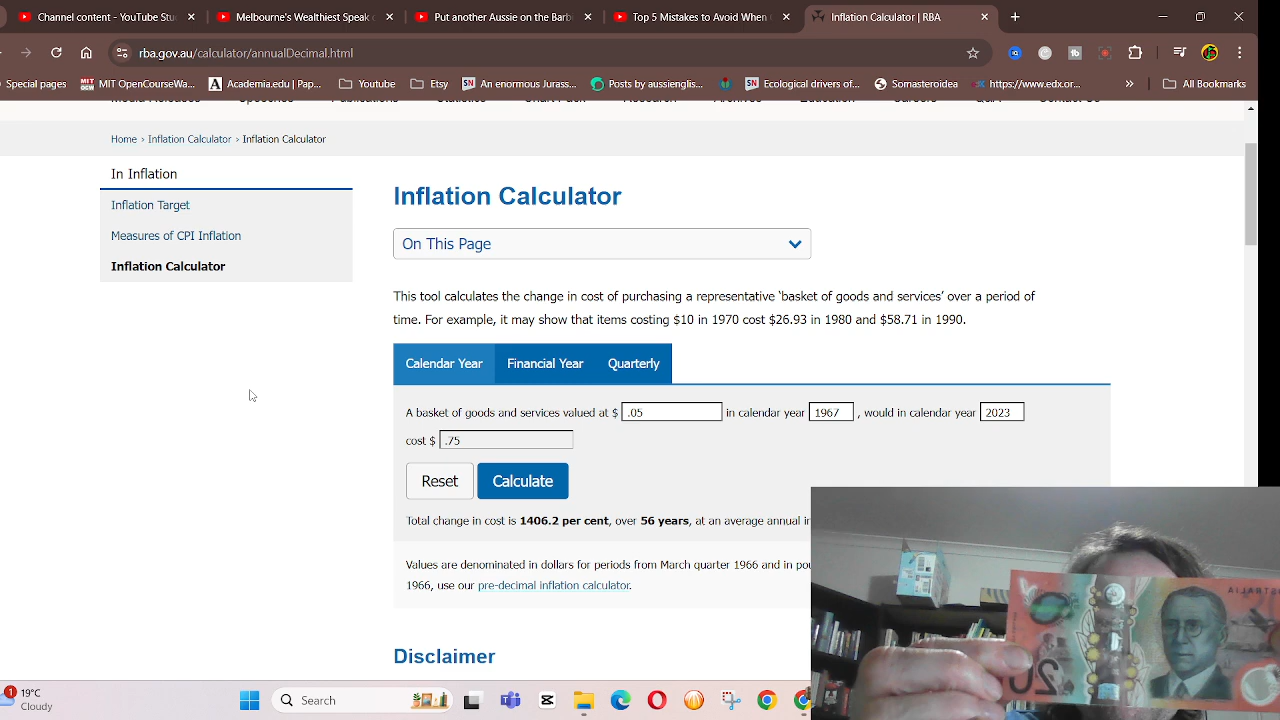 Channel content - YouTube Stu
Melbourne's Wealthiest Speak
Put another Aussie on the Barb
Top 5 Mistakes to Avoid When
Inflation Calculator | RBA
rba.gov.au/calculator/annualDecimal.html
Special pages
MIT OpenCourseWa...
Academia.edu | Pap...
Youtube
Etsy
An enormous Jurass...
Posts by aussienglis...
Ecological drivers of...
Somasteroidea
https://www.edx.or...
All Bookmarks
Home › Inflation Calculator › Inflation Calculator
In Inflation
Inflation Target
Measures of CPI Inflation
Inflation Calculator
Inflation Calculator
On This Page
This tool calculates the change in cost of purchasing a representative ‘basket of goods and services’ over a period of
time. For example, it may show that items costing $10 in 1970 cost $26.93 in 1980 and $58.71 in 1990.
Calendar Year Financial Year Quarterly
A basket of goods and services valued at $ .05 in calendar year 1967 , would in calendar year 2023
cost $ .75
Reset Calculate
Total change in cost is 1406.2 per cent, over 56 years, at an average annual
Values are denominated in dollars for periods from March quarter 1966 and in
1966, use our pre-decimal inflation calculator.
Disclaimer
1
19°C
Cloudy
Search
20